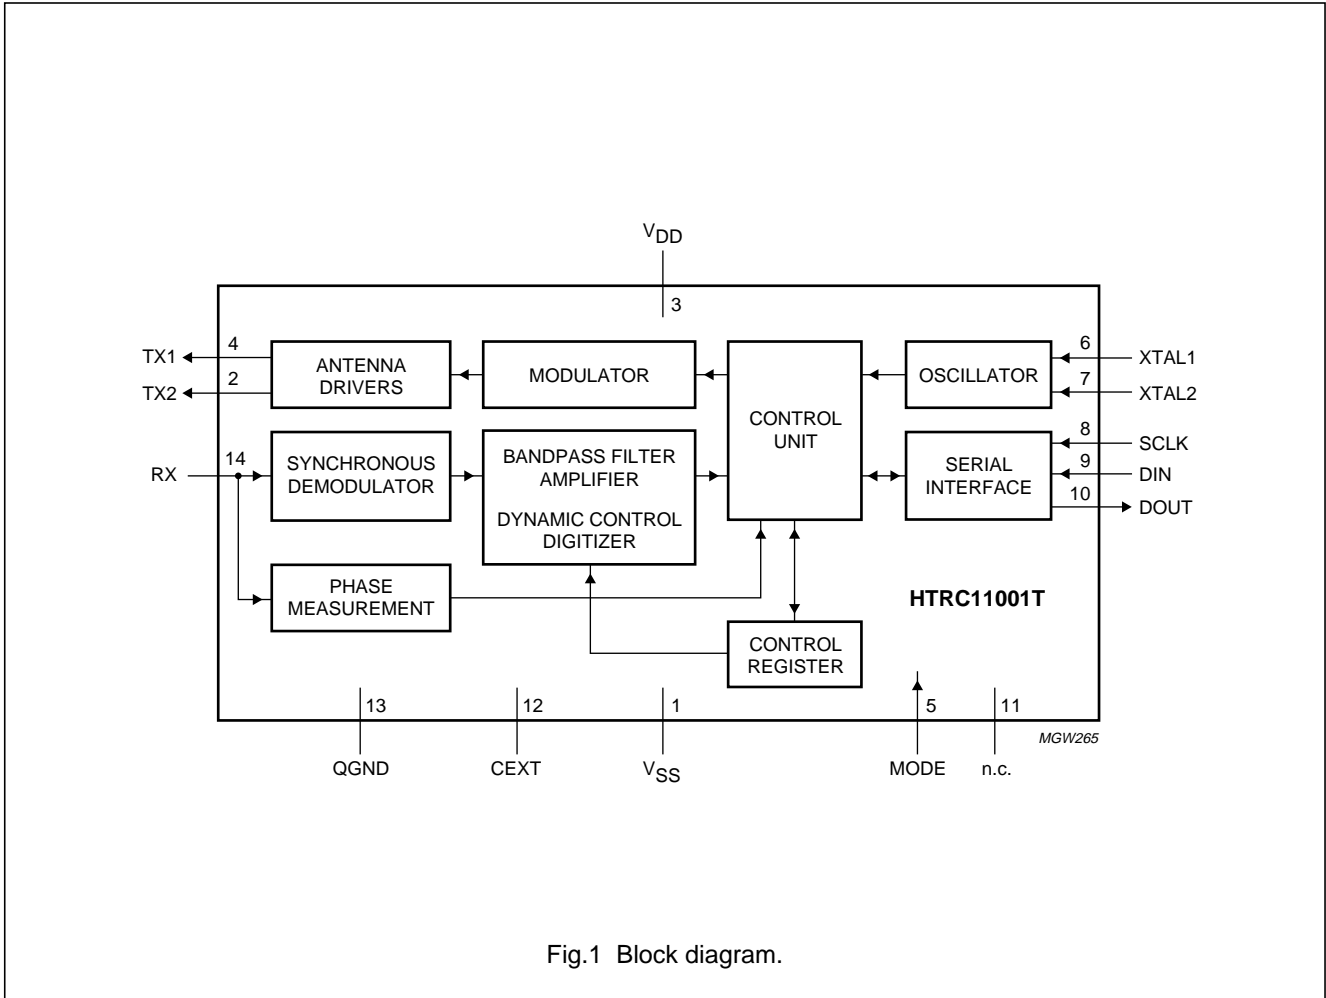 VDD
3
TX1
4
TX2
2
ANTENNA
DRIVERS
MODULATOR
CONTROL
UNIT
OSCILLATOR
6
XTAL1
7
XTAL2
RX
14
SYNCHRONOUS
DEMODULATOR
BANDPASS FILTER
AMPLIFIER
DYNAMIC CONTROL
DIGITIZER
SERIAL
INTERFACE
8
SCLK
9
DIN
10
DOUT
PHASE
MEASUREMENT
HTRC11001T
CONTROL
REGISTER
13
12
1
5
11
MGW265
QGND
CEXT
VSS
MODE
n.c.
Fig.1 Block diagram.